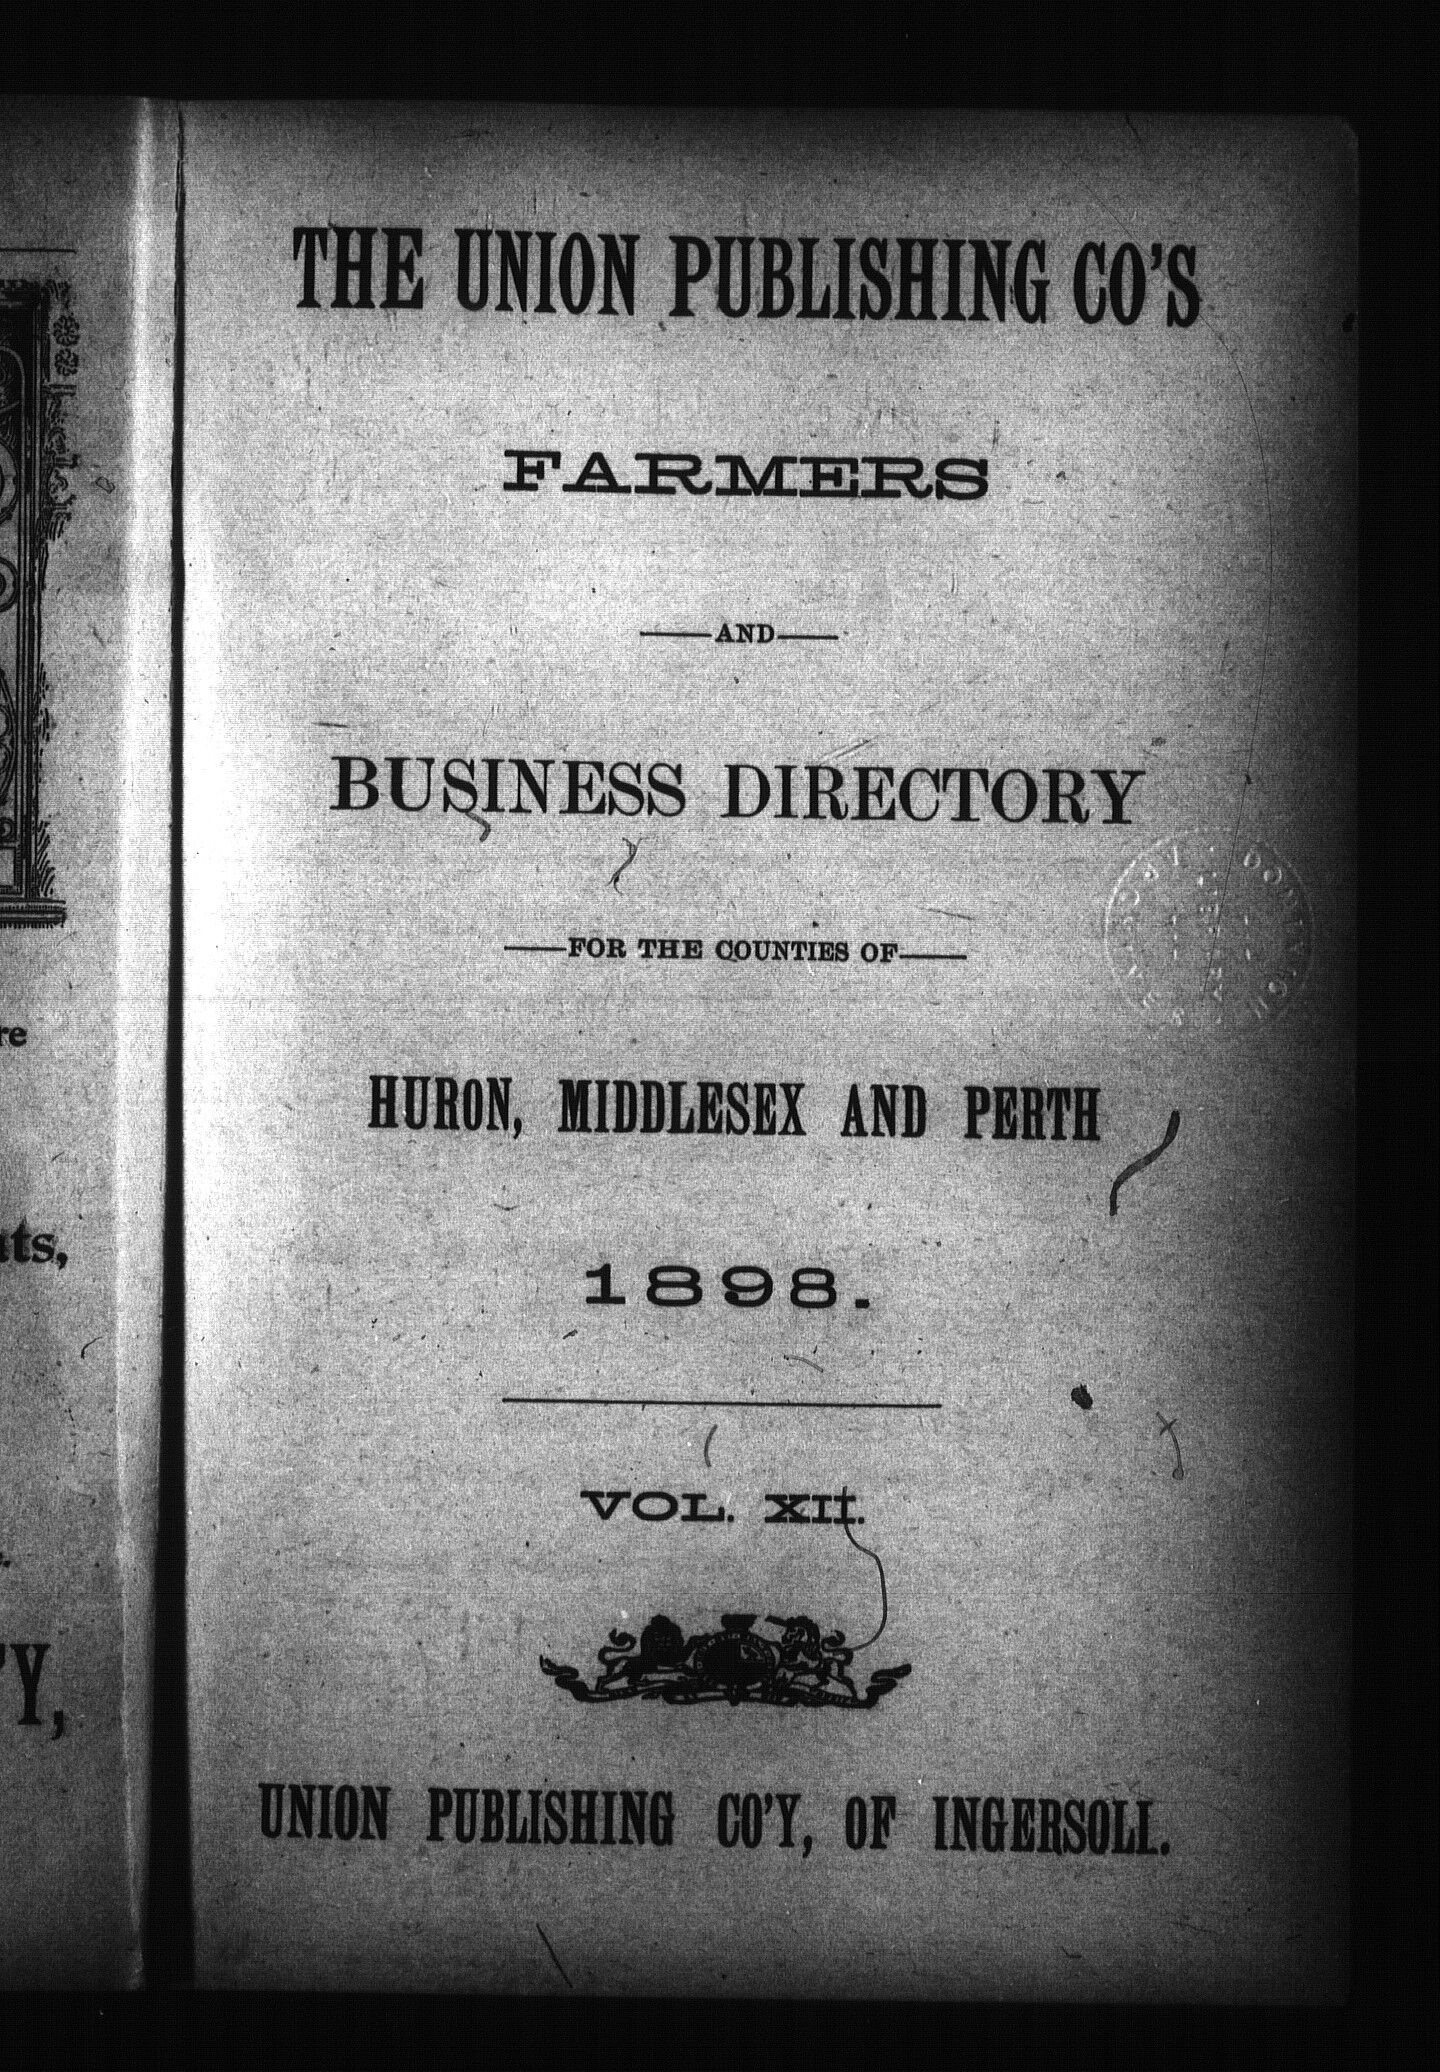 THE UNION PUBLISHING CO'S
FARMERS
AND
BUSINESS DIRECTORY
FOR THE COUNTIES OF
HURON, MIDDLESEX AND PERTH
1898.
VOL. XII.
UNION PUBLISHING CO'Y, OF INGERSOLL.